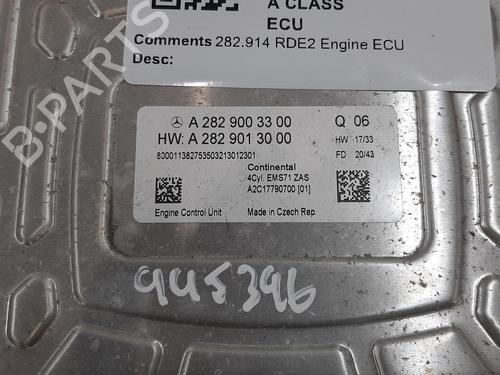 A CLASS
ECU
Comments 282.914 RDE2 Engine ECU
Desc:
B-PARTS
A 282 900 33 00 Q 06
HW: A 282 901 30 00 HW 17/33
80001138275350321301 2301 FD 20/43
Continental
4Cyl. EMS71 ZAS
A2C17790700 [01]
Engine Control Unit Made in Czech Rep.
945396